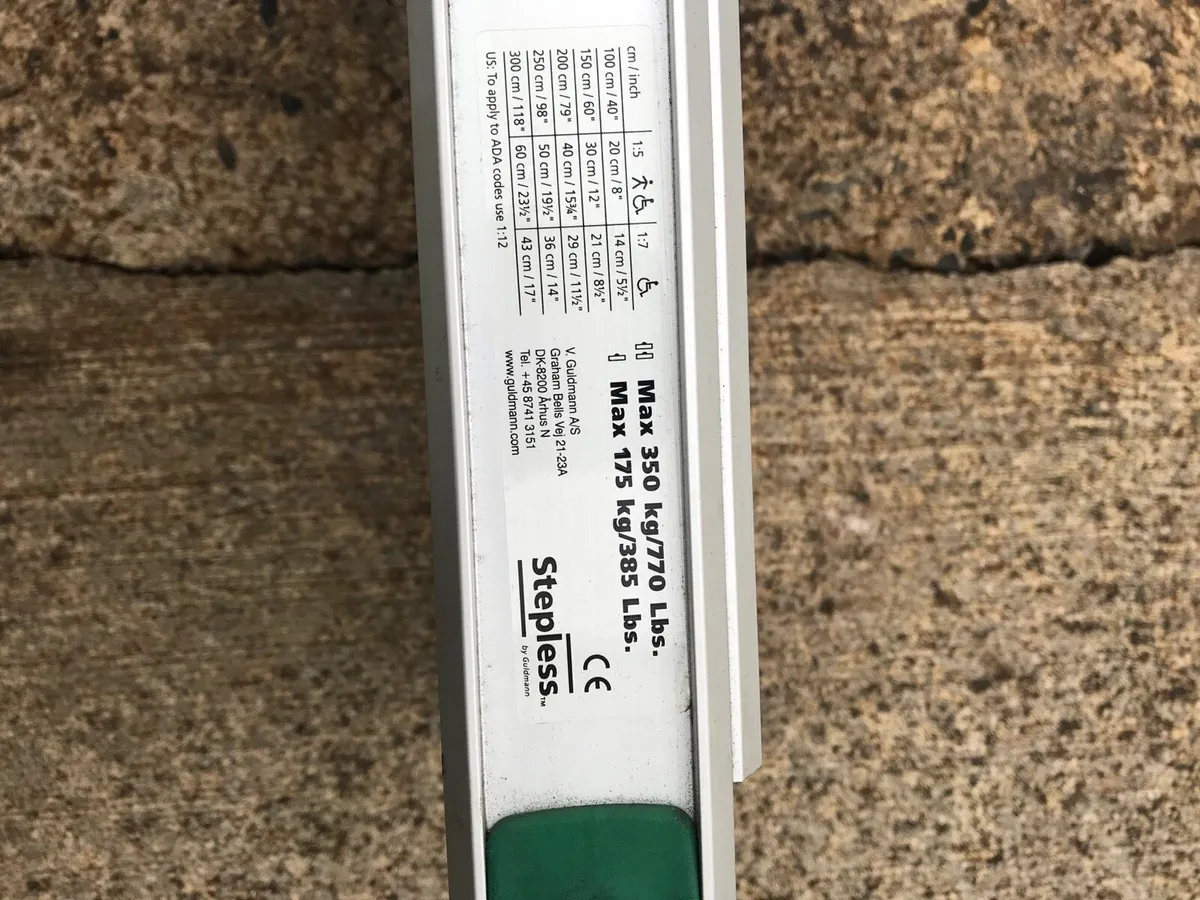 cm / inch 1:5 1:7
100 cm / 40" 20 cm / 8" 14 cm / 5½"
150 cm / 60" 30 cm / 12" 21 cm / 8½"
200 cm / 79" 40 cm / 15¾" 29 cm / 11½"
250 cm / 98" 50 cm / 19½" 36 cm / 14"
300 cm / 118" 60 cm / 23½" 43 cm / 17"
US: To apply to ADA codes use 1:12
Max 350 kg/770 Lbs.
Max 175 kg/385 Lbs.
V. Guldmann A/S
Graham Bells Vej 21-23A
DK-8200 Århus N
Tel. +45 8741 3151
www.guldmann.com
CE
Stepless™
by Guldmann